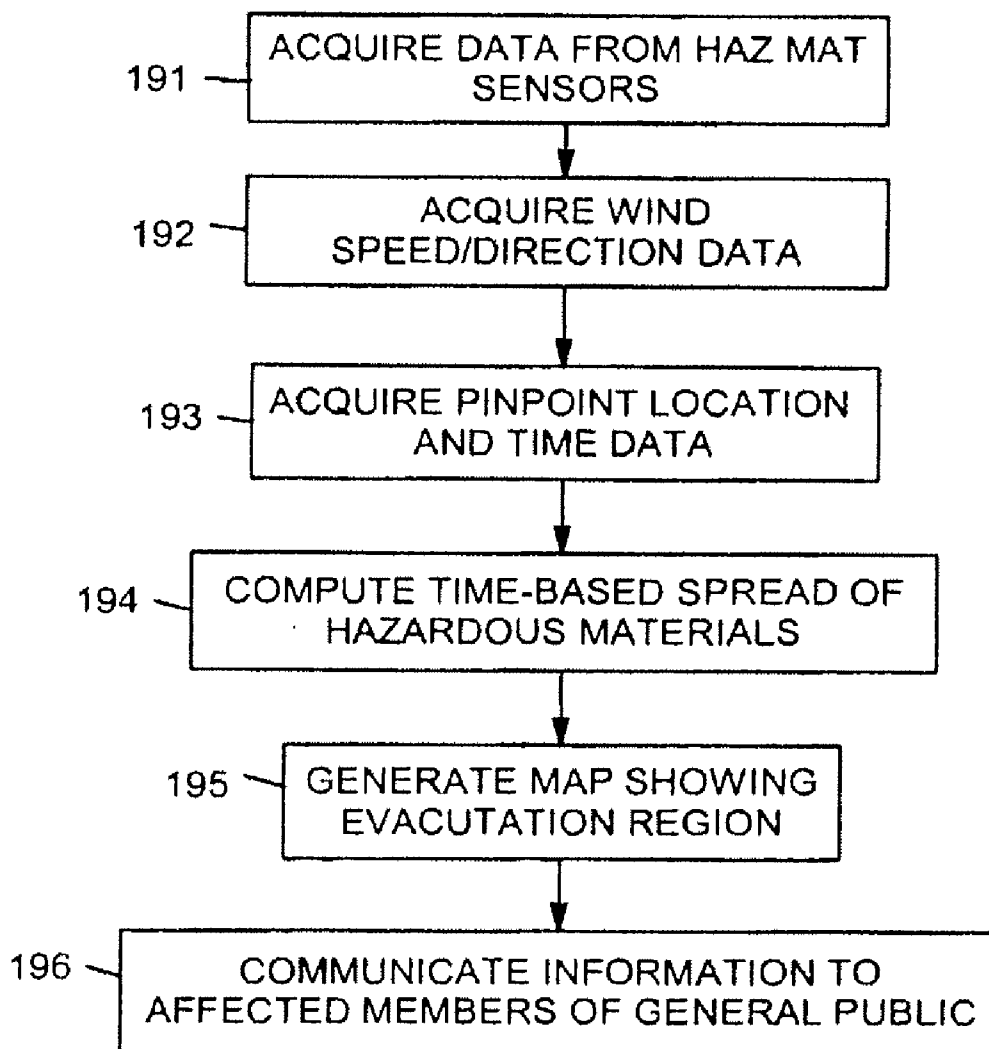 191
ACQUIRE DATA FROM HAZ MAT
SENSORS
192
ACQUIRE WIND
SPEED/DIRECTION DATA
193
ACQUIRE PINPOINT LOCATION
AND TIME DATA
194
COMPUTE TIME-BASED SPREAD OF
HAZARDOUS MATERIALS
195
GENERATE MAP SHOWING
EVACUTATION REGION
196
COMMUNICATE INFORMATION TO
AFFECTED MEMBERS OF GENERAL PUBLIC